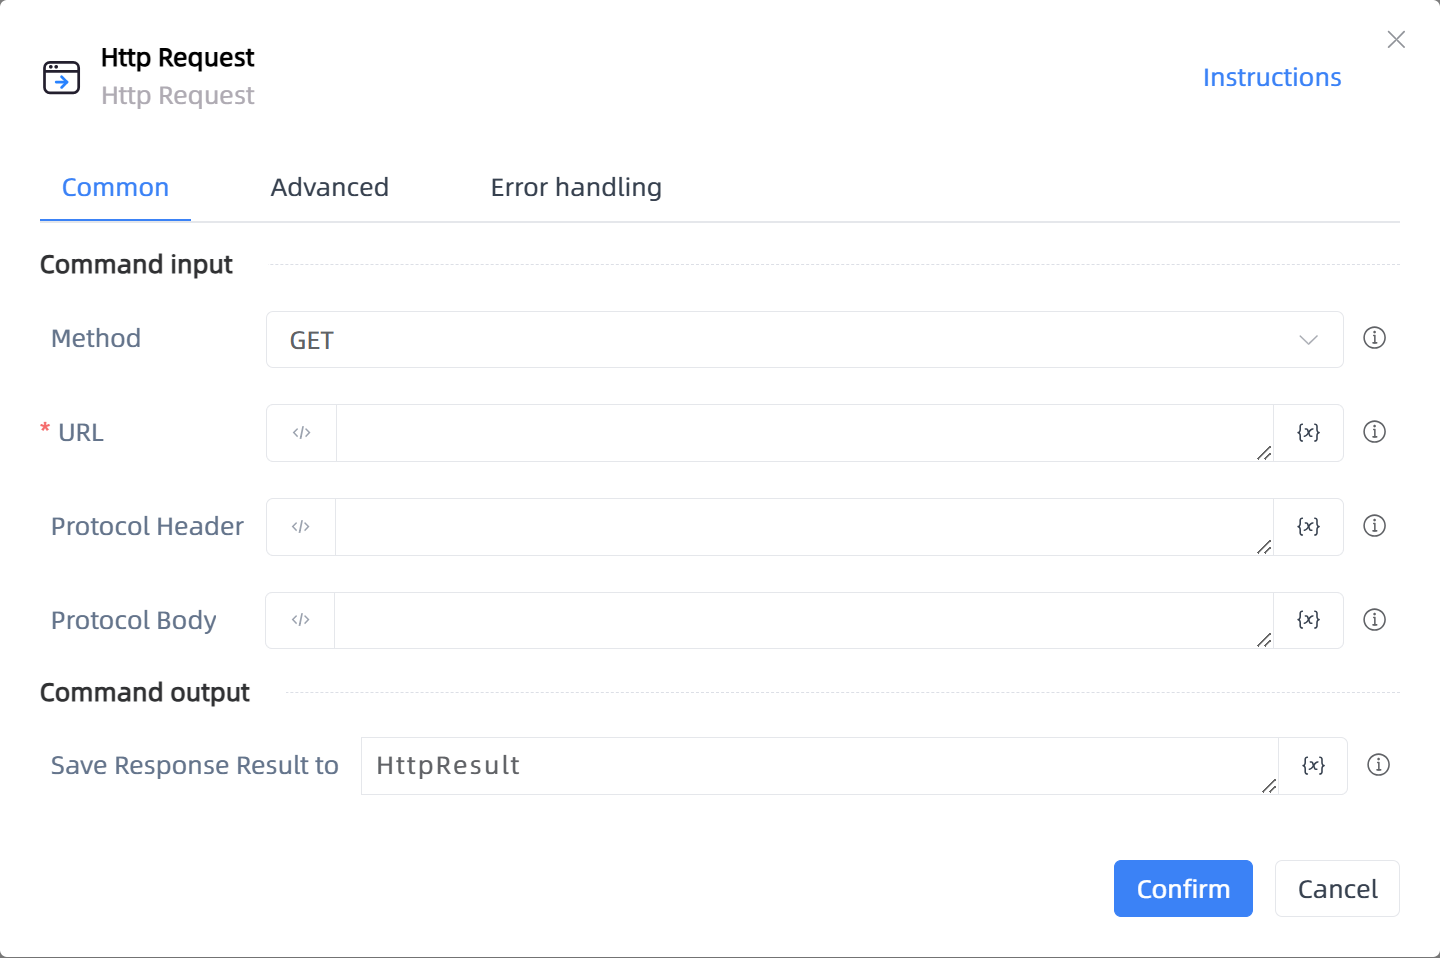 Http Request
Http Request
Instructions
Common Advanced Error handling
Command input
Method GET
* URL </> {x}
Protocol Header </> {x}
Protocol Body </> {x}
Command output
Save Response Result to HttpResult {x}
Confirm Cancel